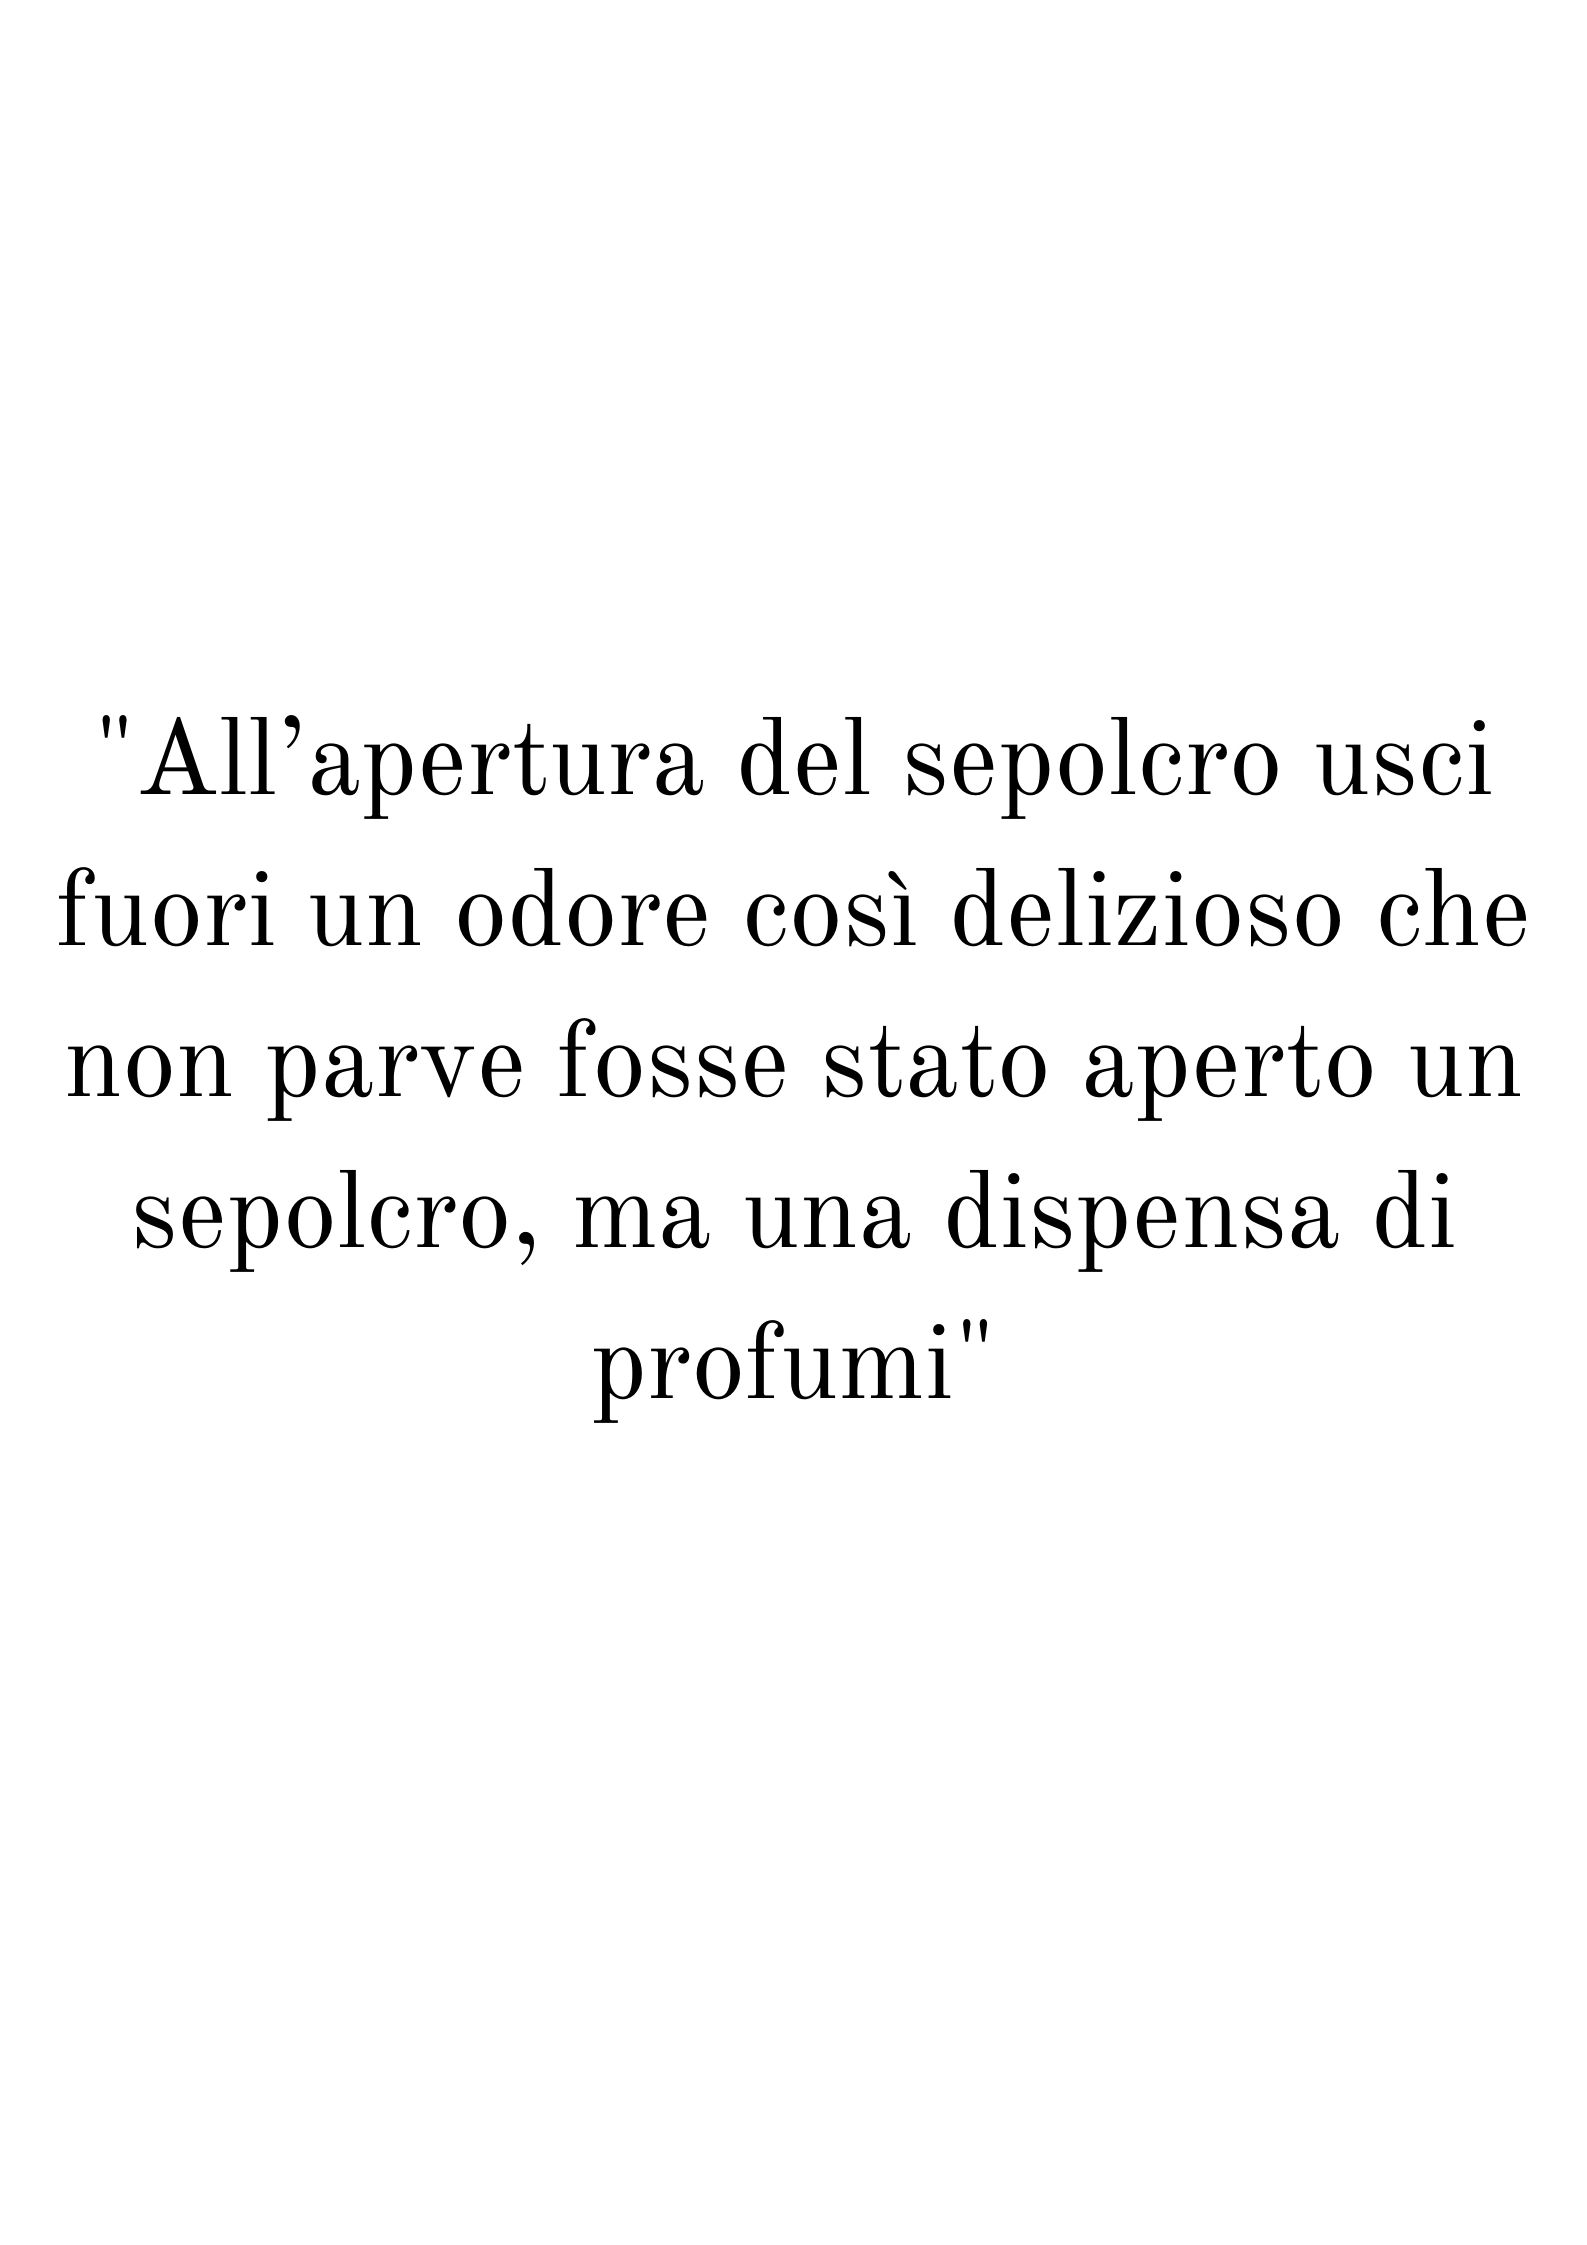 "All’apertura del sepolcro usci
fuori un odore così delizioso che
non parve fosse stato aperto un
sepolcro, ma una dispensa di
profumi"